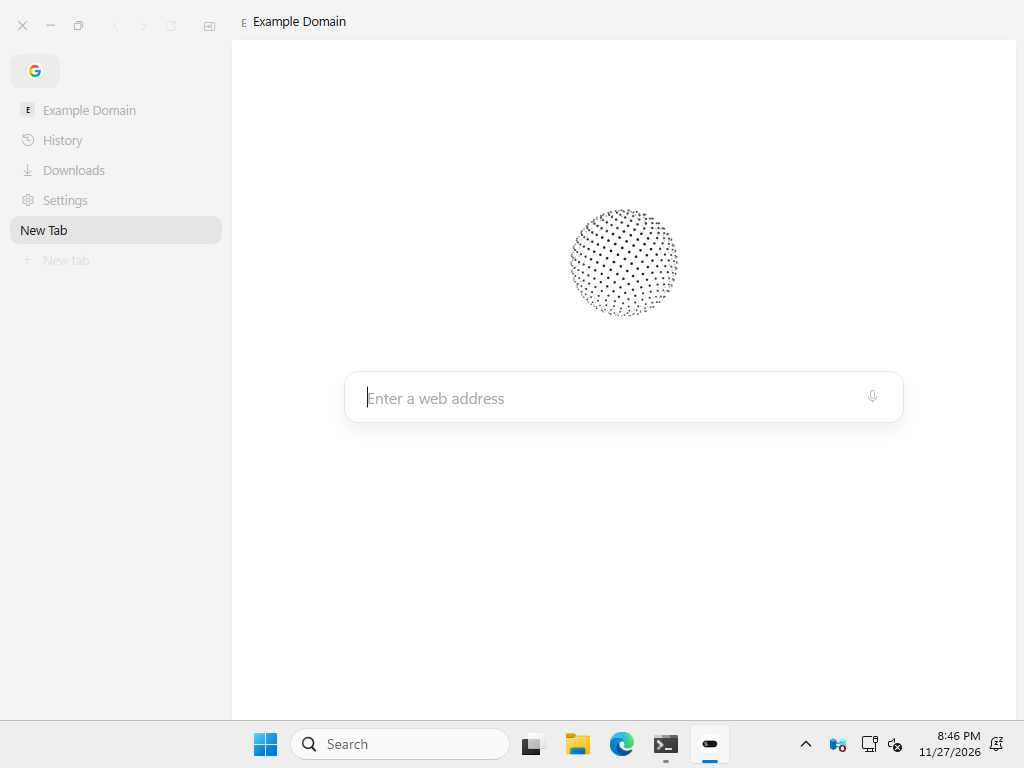 E Example Domain
E Example Domain
History
Downloads
Settings
New Tab
New tab
Enter a web address
Search
8:46 PM
11/27/2026